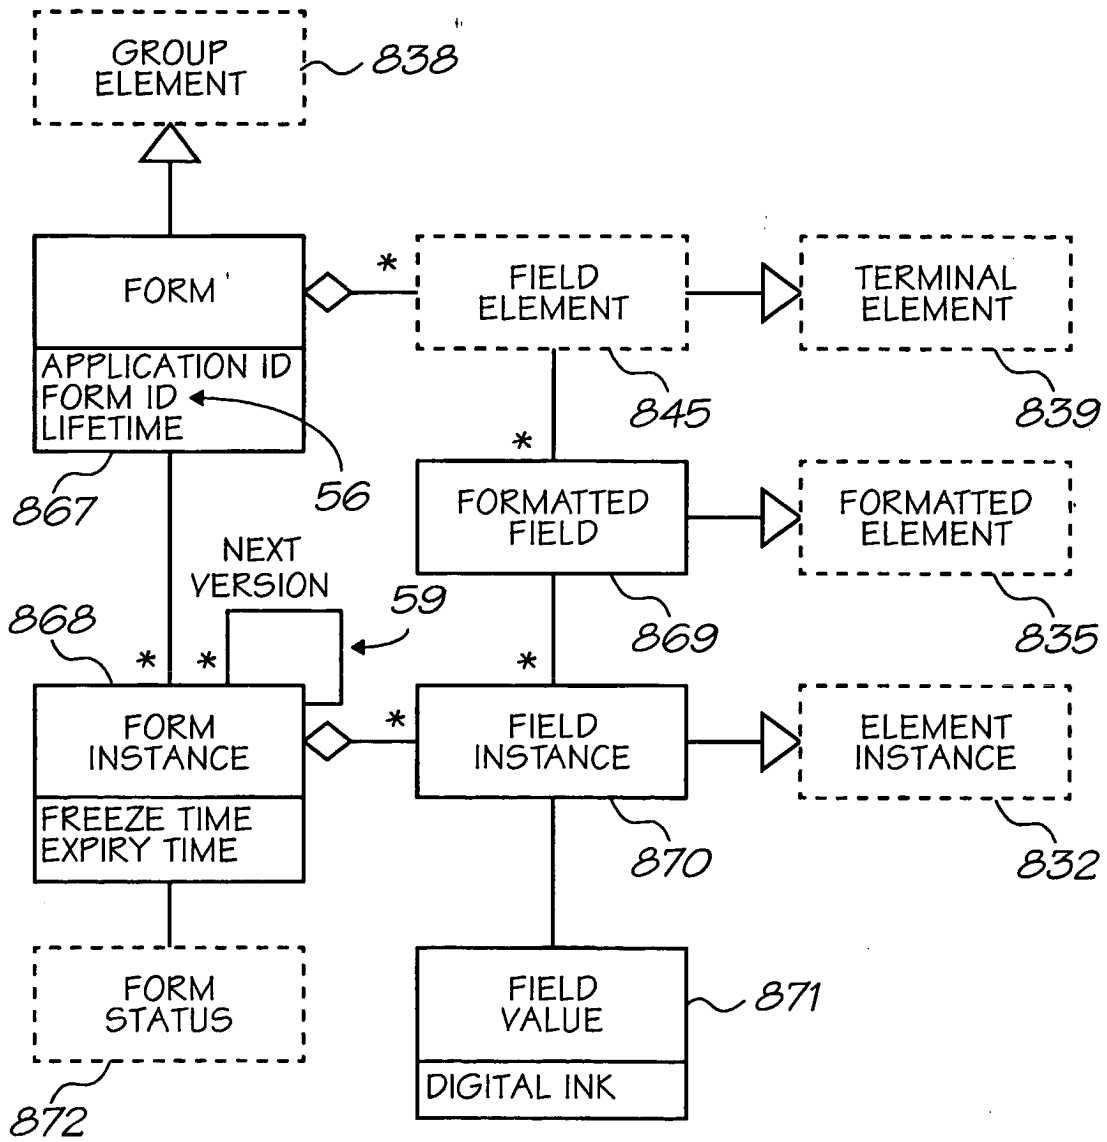 GROUP
ELEMENT
838
FORM
APPLICATION ID
FORM ID
LIFETIME
867
56
*
FIELD
ELEMENT
845
TERMINAL
ELEMENT
839
*
FORMATTED
FIELD
869
FORMATTED
ELEMENT
835
NEXT
VERSION
59
868
*
*
FORM
INSTANCE
FREEZE TIME
EXPIRY TIME
*
*
FIELD
INSTANCE
870
ELEMENT
INSTANCE
832
FORM
STATUS
872
FIELD
VALUE
DIGITAL INK
871